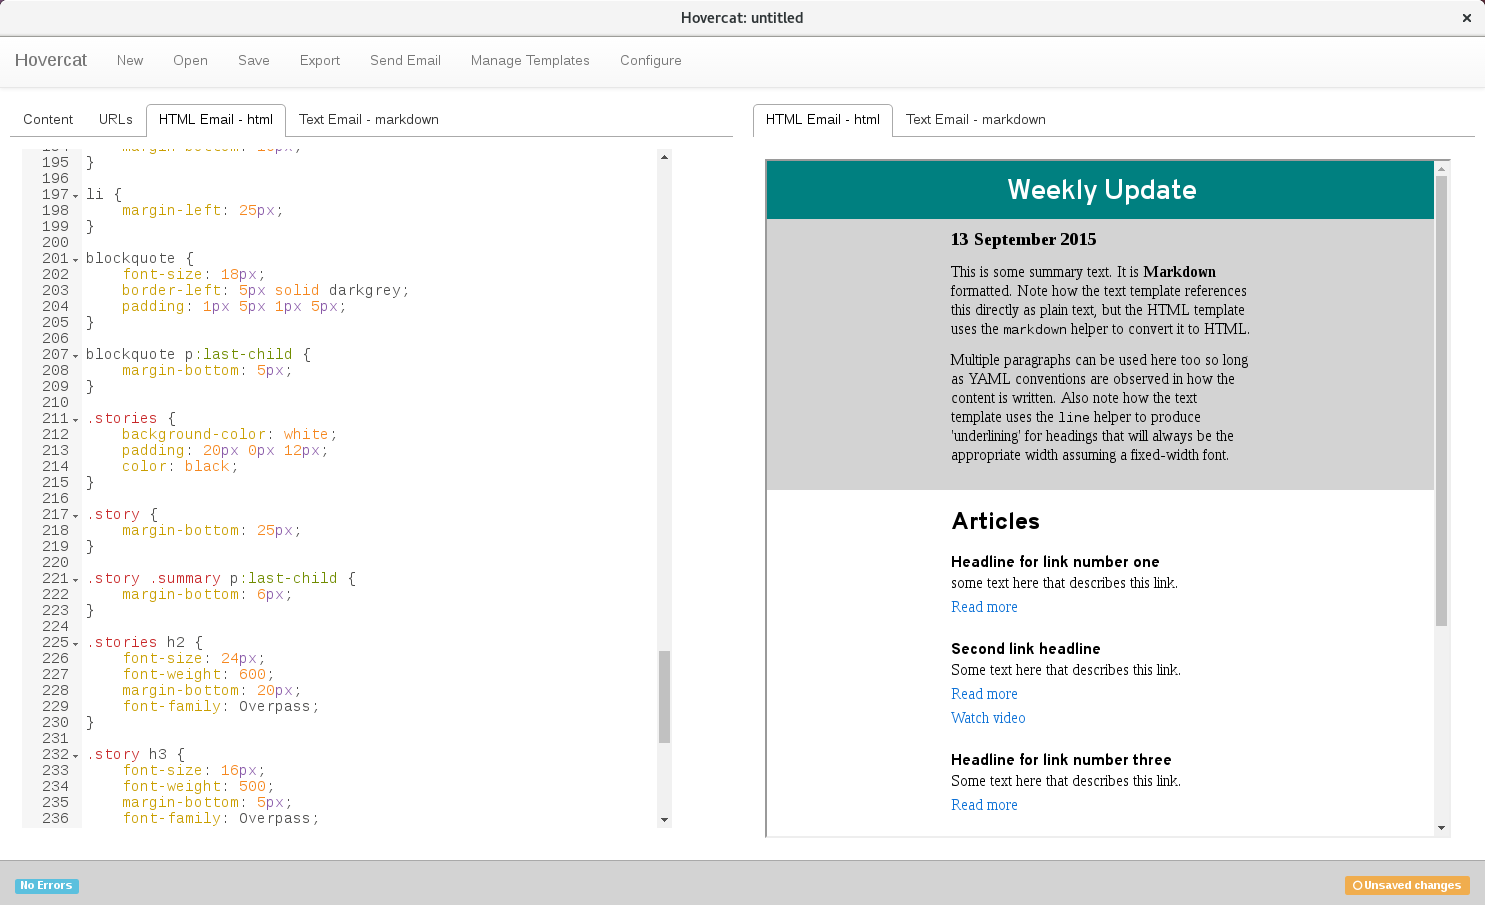 Hovercat: untitled
Hovercat New Open Save Export Send Email Manage Templates Configure
Content URLs HTML Email - html Text Email - markdown
195 }
196
197 li {
198 margin-left: 25px;
199 }
200
201 blockquote {
202 font-size: 18px;
203 border-left: 5px solid darkgrey;
204 padding: 1px 5px 1px 5px;
205 }
206
207 blockquote p:last-child {
208 margin-bottom: 5px;
209 }
210
211 .stories {
212 background-color: white;
213 padding: 20px 0px 12px;
214 color: black;
215 }
216
217 .story {
218 margin-bottom: 25px;
219 }
220
221 .story .summary p:last-child {
222 margin-bottom: 6px;
223 }
224
225 .stories h2 {
226 font-size: 24px;
227 font-weight: 600;
228 margin-bottom: 20px;
229 font-family: Overpass;
230 }
231
232 .story h3 {
233 font-size: 16px;
234 font-weight: 500;
235 margin-bottom: 5px;
236 font-family: Overpass;
HTML Email - html Text Email - markdown
Weekly Update
13 September 2015
This is some summary text. It is Markdown
formatted. Note how the text template references
this directly as plain text, but the HTML template
uses the markdown helper to convert it to HTML.
Multiple paragraphs can be used here too so long
as YAML conventions are observed in how the
content is written. Also note how the text
template uses the line helper to produce
'underlining' for headings that will always be the
appropriate width assuming a fixed-width font.
Articles
Headline for link number one
some text here that describes this link.
Read more
Second link headline
Some text here that describes this link.
Read more
Watch video
Headline for link number three
Some text here that describes this link.
Read more
No Errors
Unsaved changes